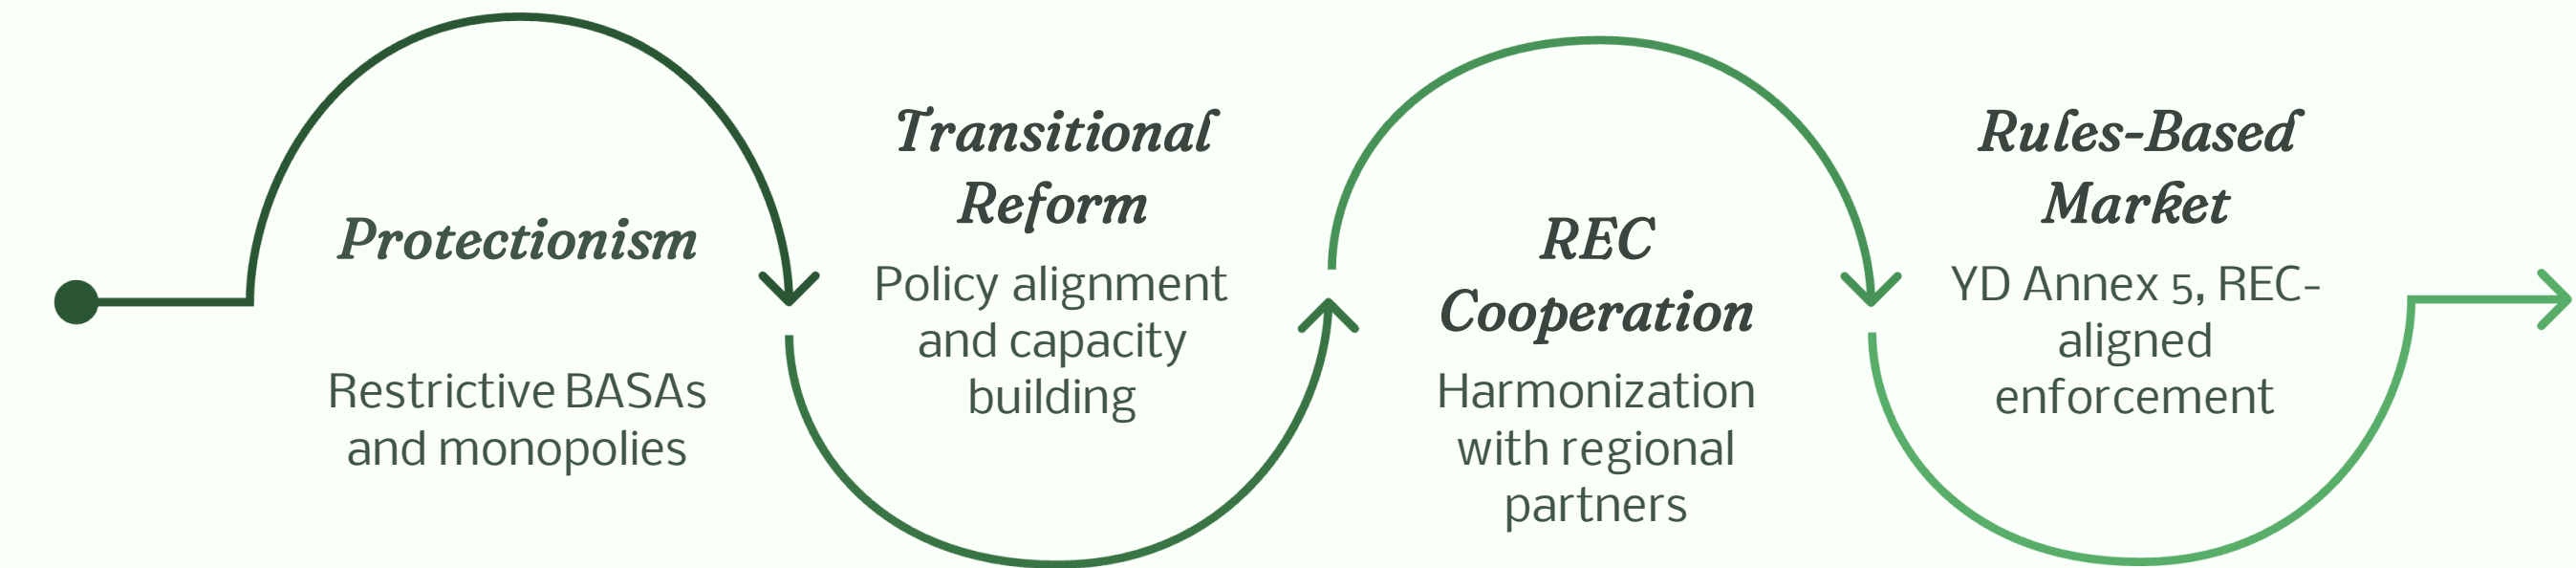 Protectionism
Restrictive BASAs
and monopolies
Transitional
Reform
Policy alignment
and capacity
building
REC
Cooperation
Harmonization
with regional
partners
Rules-Based
Market
YD Annex 5, REC-
aligned
enforcement